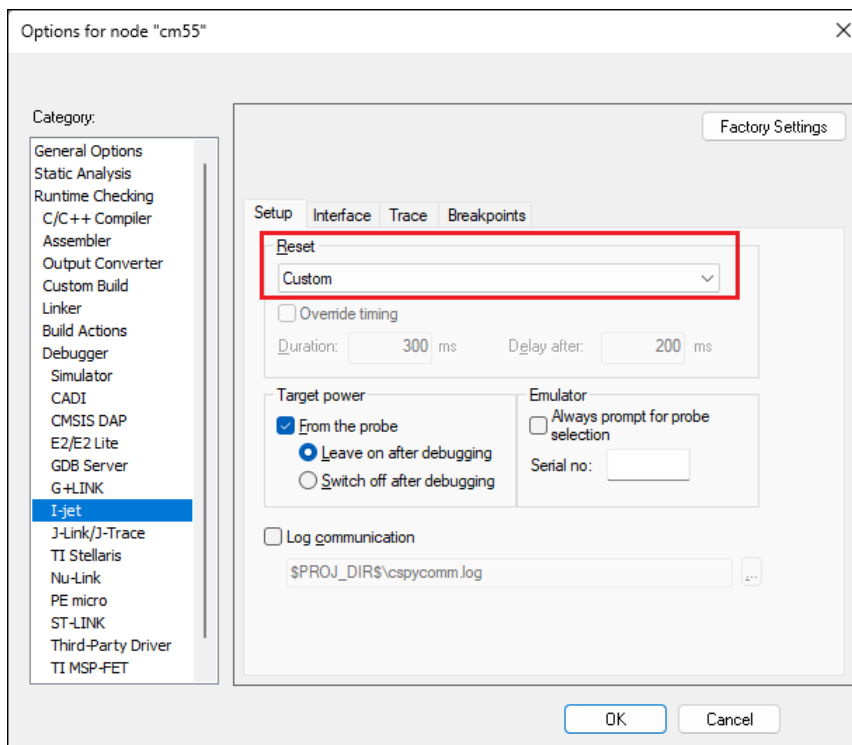 Options for node "cm55"
Category:
General Options
Static Analysis
Runtime Checking
C/C++ Compiler
Assembler
Output Converter
Custom Build
Linker
Build Actions
Debugger
Simulator
CADI
CMSIS DAP
E2/E2 Lite
GDB Server
G+LINK
I-jet
J-Link/J-Trace
TI Stellaris
Nu-Link
PE micro
ST-LINK
Third-Party Driver
TI MSP-FET
Factory Settings
Setup Interface Trace Breakpoints
Reset
Custom
Override timing
Duration: 300 ms Delay after: 200 ms
Target power
From the probe
Leave on after debugging
Switch off after debugging
Emulator
Always prompt for probe
selection
Serial no:
Log communication
$PROJ_DIR$\cspycomm.log
...
OK Cancel